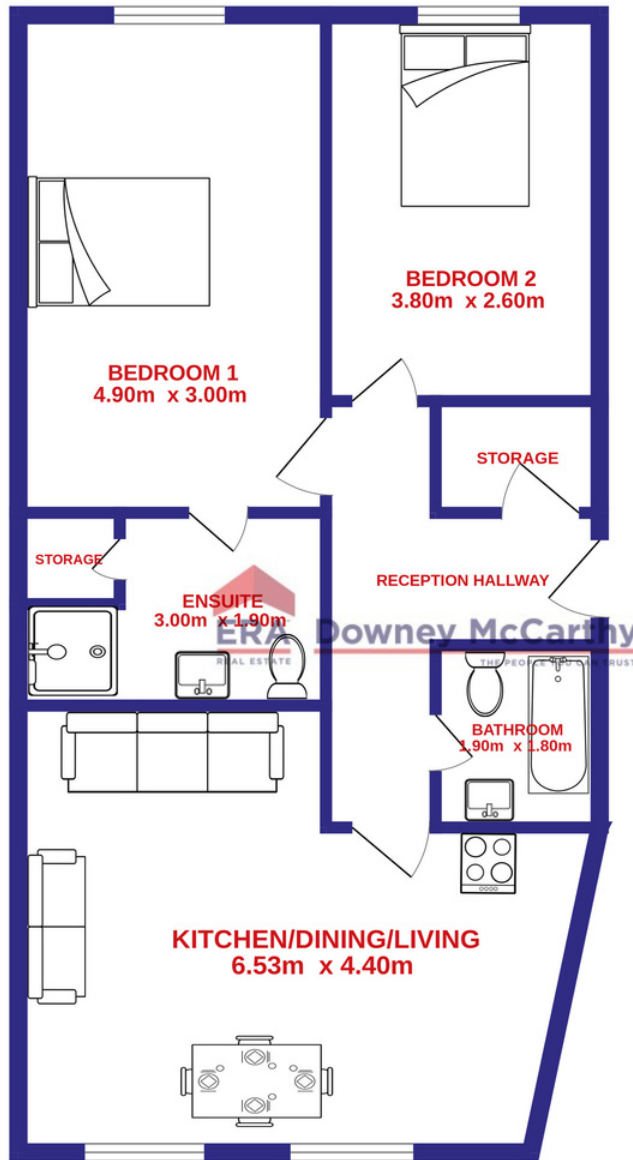 BEDROOM 2
3.80m x 2.60m
BEDROOM 1
4.90m x 3.00m
STORAGE
STORAGE
RECEPTION HALLWAY
ENSUITE
3.00m x 1.90m
ERA Downey McCarthy
REAL ESTATE THE PEOPLE YOU CAN TRUST
BATHROOM
1.90m x 1.80m
KITCHEN/DINING/LIVING
6.53m x 4.40m